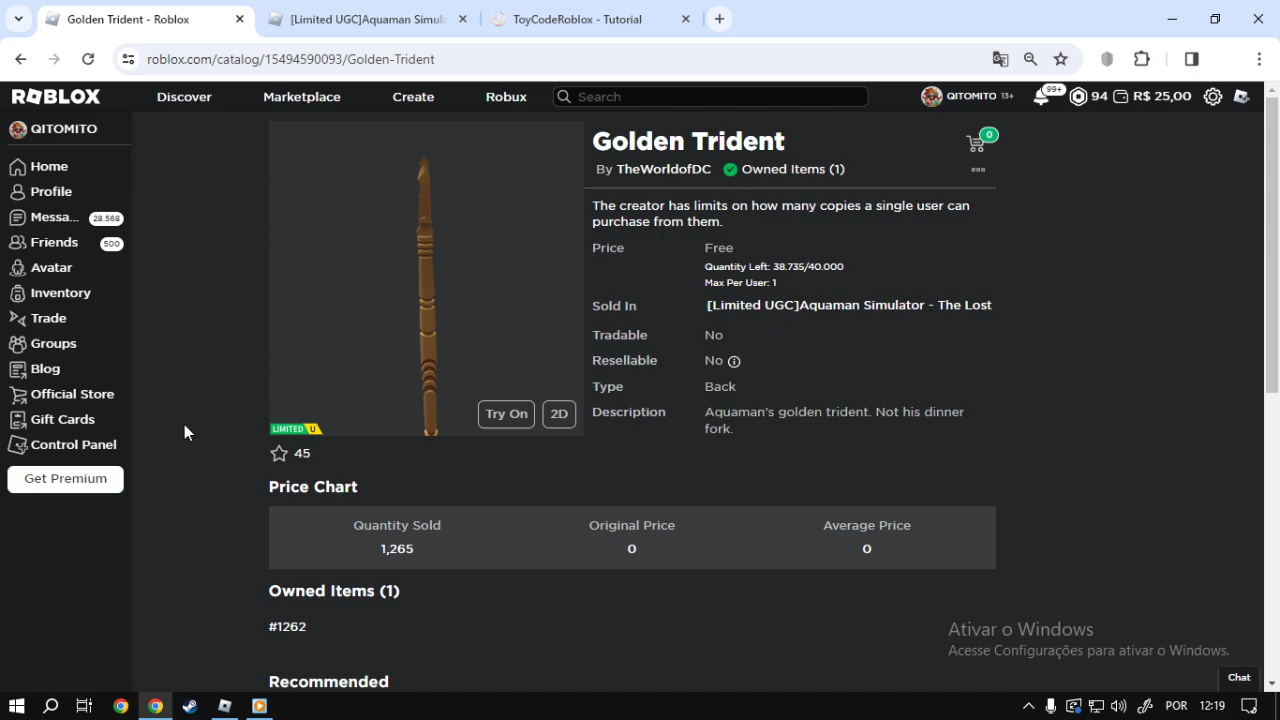 Golden Trident - Roblox
[Limited UGC]Aquaman Simula
ToyCodeRoblox - Tutorial
roblox.com/catalog/15494590093/Golden-Trident
ROBLOX
Discover
Marketplace
Create
Robux
Search
QITOMITO 13+
99+
94
R$ 25,00
QITOMITO
Home
Profile
Messa... 28.568
Friends 500
Avatar
Inventory
Trade
Groups
Blog
Official Store
Gift Cards
Control Panel
Get Premium
Golden Trident
0
By TheWorldofDC Owned Items (1)
The creator has limits on how many copies a single user can
purchase from them.
Price Free
Quantity Left: 38.735/40.000
Max Per User: 1
Sold In [Limited UGC]Aquaman Simulator - The Lost
Tradable No
Resellable No
Type Back
Description Aquaman's golden trident. Not his dinner
fork.
Try On
2D
LIMITED U
45
Price Chart
Quantity Sold Original Price Average Price
1,265 0 0
Owned Items (1)
#1262
Recommended
Ativar o Windows
Acesse Configurações para ativar o Windows.
Chat
POR
12:19